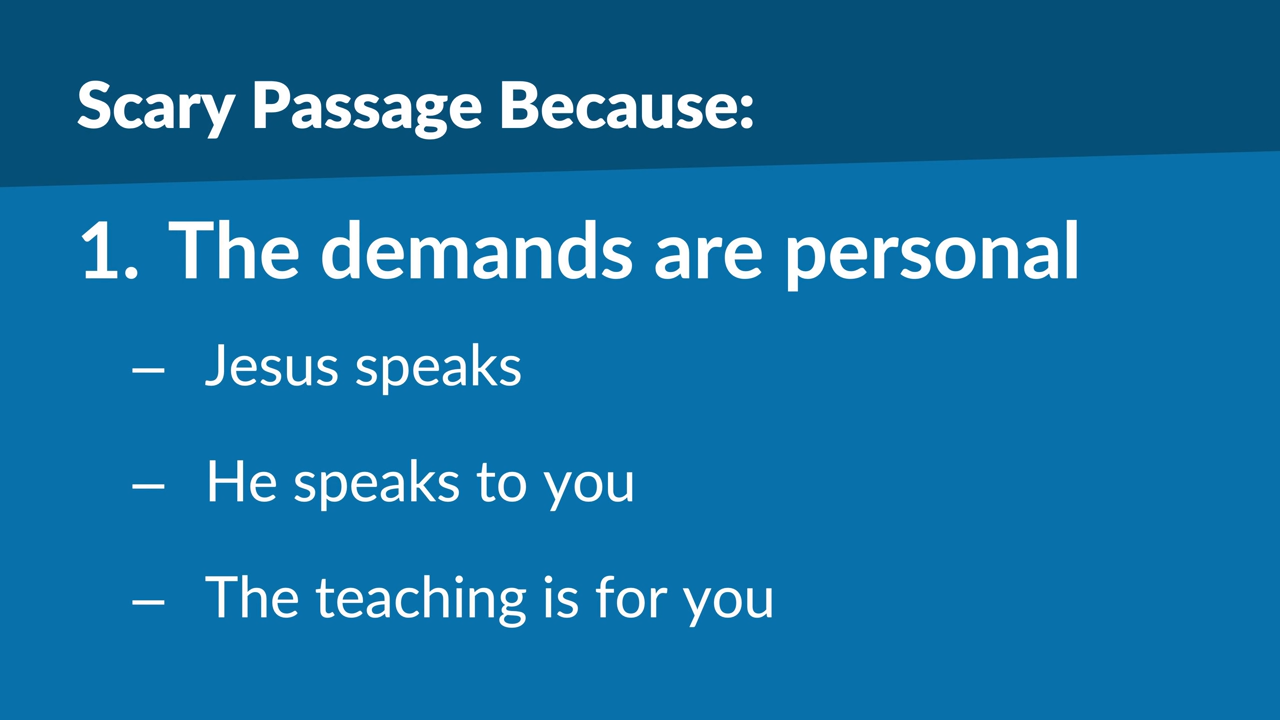 Scary Passage Because:
1. The demands are personal
– Jesus speaks
– He speaks to you
– The teaching is for you